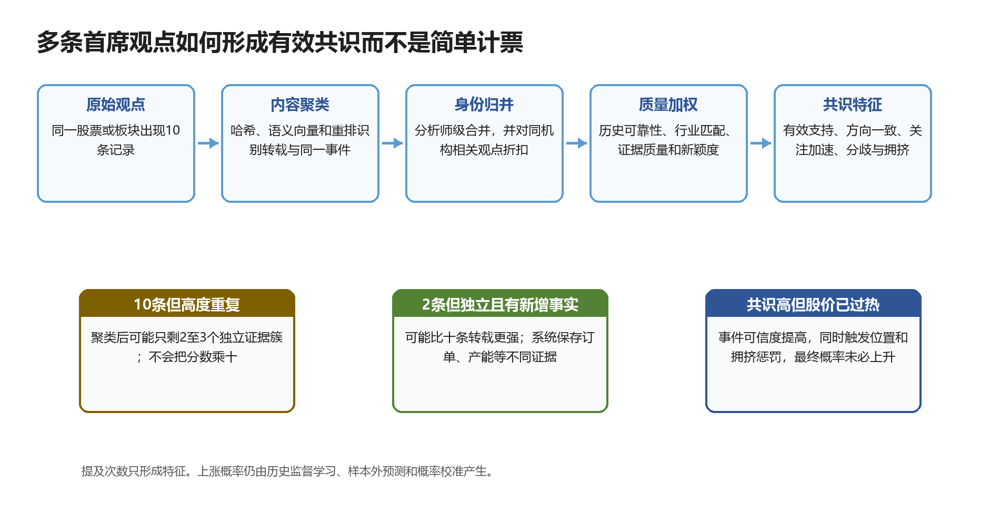 多条首席观点如何形成有效共识而不是简单计票
原始观点
同一股票或板块出现10
条记录
内容聚类
哈希、语义向量和重排识
别转载与同一事件
身份归并
分析师级合并，并对同机
构相关观点折扣
质量加权
历史可靠性、行业匹配、
证据质量和新颖度
共识特征
有效支持、方向一致、关
注加速、分歧与拥挤
10条但高度重复
聚类后可能只剩2至3个独立证据簇
；不会把分数乘十
2条但独立且有新增事实
可能比十条转载更强；系统保存订
单、产能等不同证据
共识高但股价已过热
事件可信度提高，同时触发位置和
拥挤惩罚，最终概率未必上升
提及次数只形成特征。上涨概率仍由历史监督学习、样本外预测和概率校准产生。